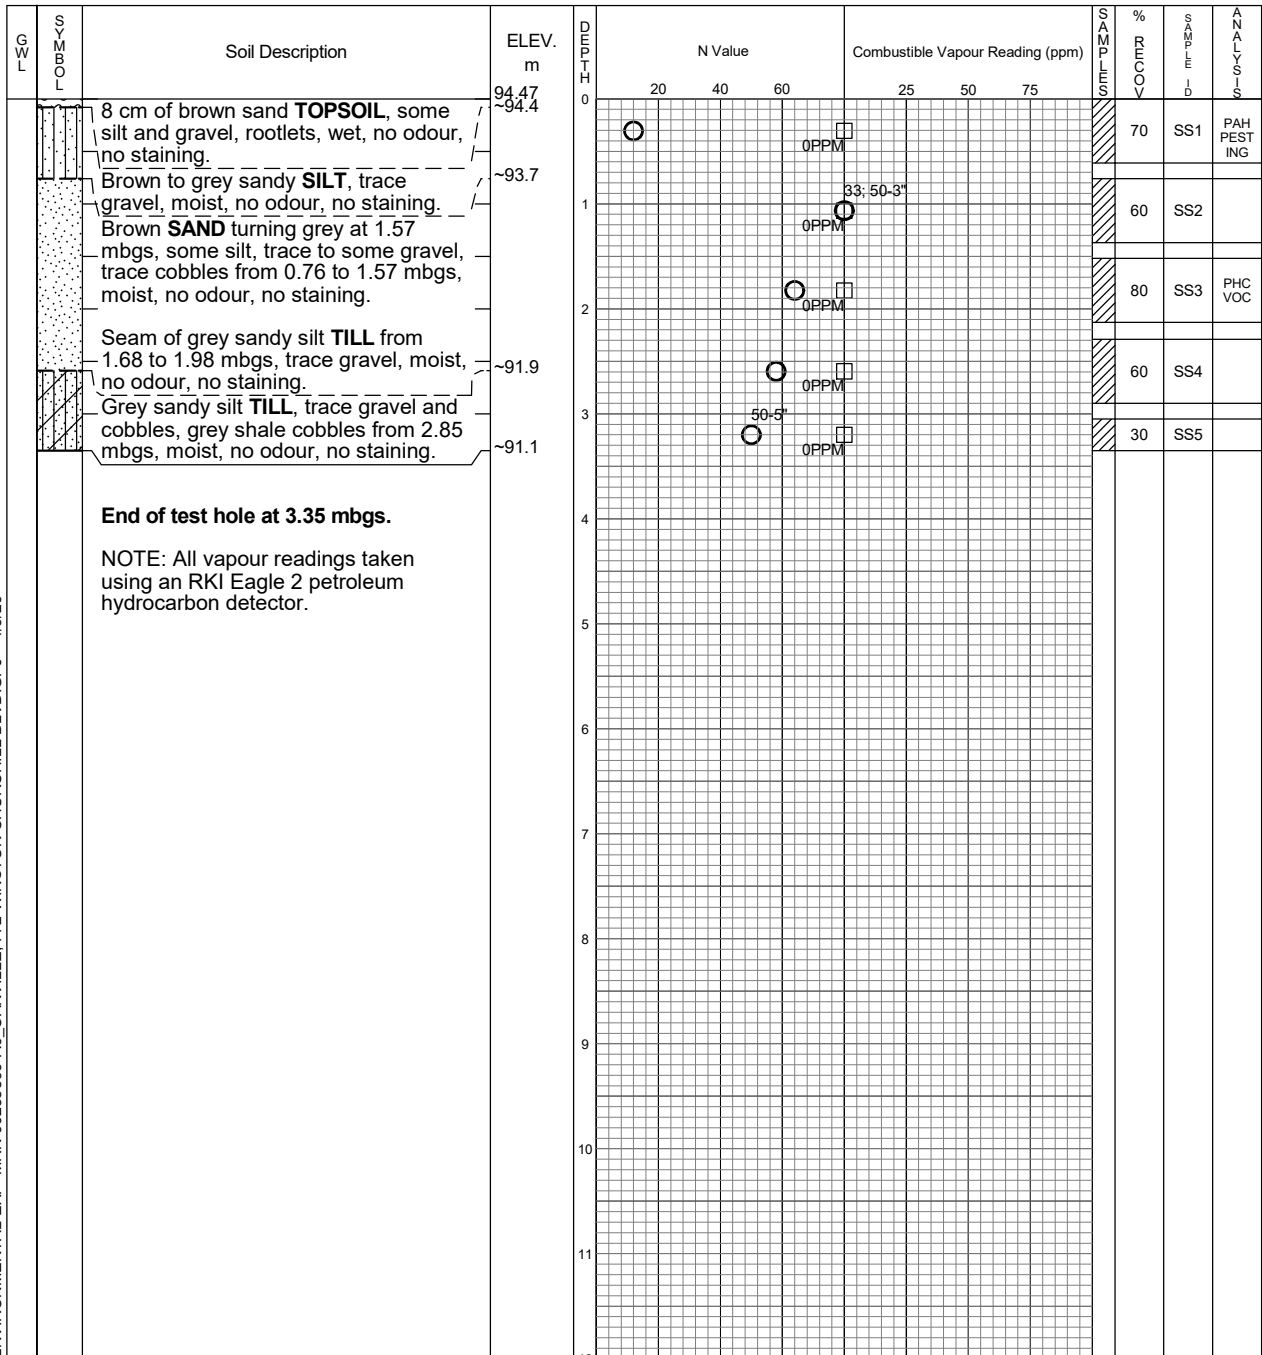 GWL
SYMBOL
Soil Description
ELEV.
m
DEPTH
N Value
Combustible Vapour Reading (ppm)
SAMPLES
% RECOV
SAMPLE ID
ANALYSIS
20 40 60 25 50 75
94.47
0
8 cm of brown sand TOPSOIL, some
silt and gravel, rootlets, wet, no odour,
no staining.
~94.4
Brown to grey sandy SILT, trace
gravel, moist, no odour, no staining.
~93.7
Brown SAND turning grey at 1.57
mbgs, some silt, trace to some gravel,
trace cobbles from 0.76 to 1.57 mbgs,
moist, no odour, no staining.
Seam of grey sandy silt TILL from
1.68 to 1.98 mbgs, trace gravel, moist,
no odour, no staining.
~91.9
Grey sandy silt TILL, trace gravel and
cobbles, grey shale cobbles from 2.85
mbgs, moist, no odour, no staining.
~91.1
End of test hole at 3.35 mbgs.
NOTE: All vapour readings taken
using an RKI Eagle 2 petroleum
hydrocarbon detector.
0PPM
70 SS1 PAH
PEST
ING
33; 50-3"
1
0PPM
60 SS2
0PPM
80 SS3 PHC
VOC
2
0PPM
60 SS4
3
50-5"
0PPM
30 SS5
4
5
6
7
8
9
10
11